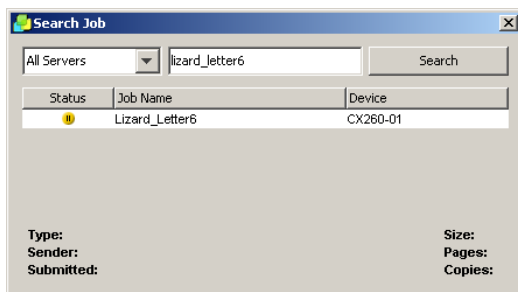 Search Job
All Servers lizard_letter6 Search
Status Job Name Device
Lizard_Letter6 CX260-01
Type: Size:
Sender: Pages:
Submitted: Copies: